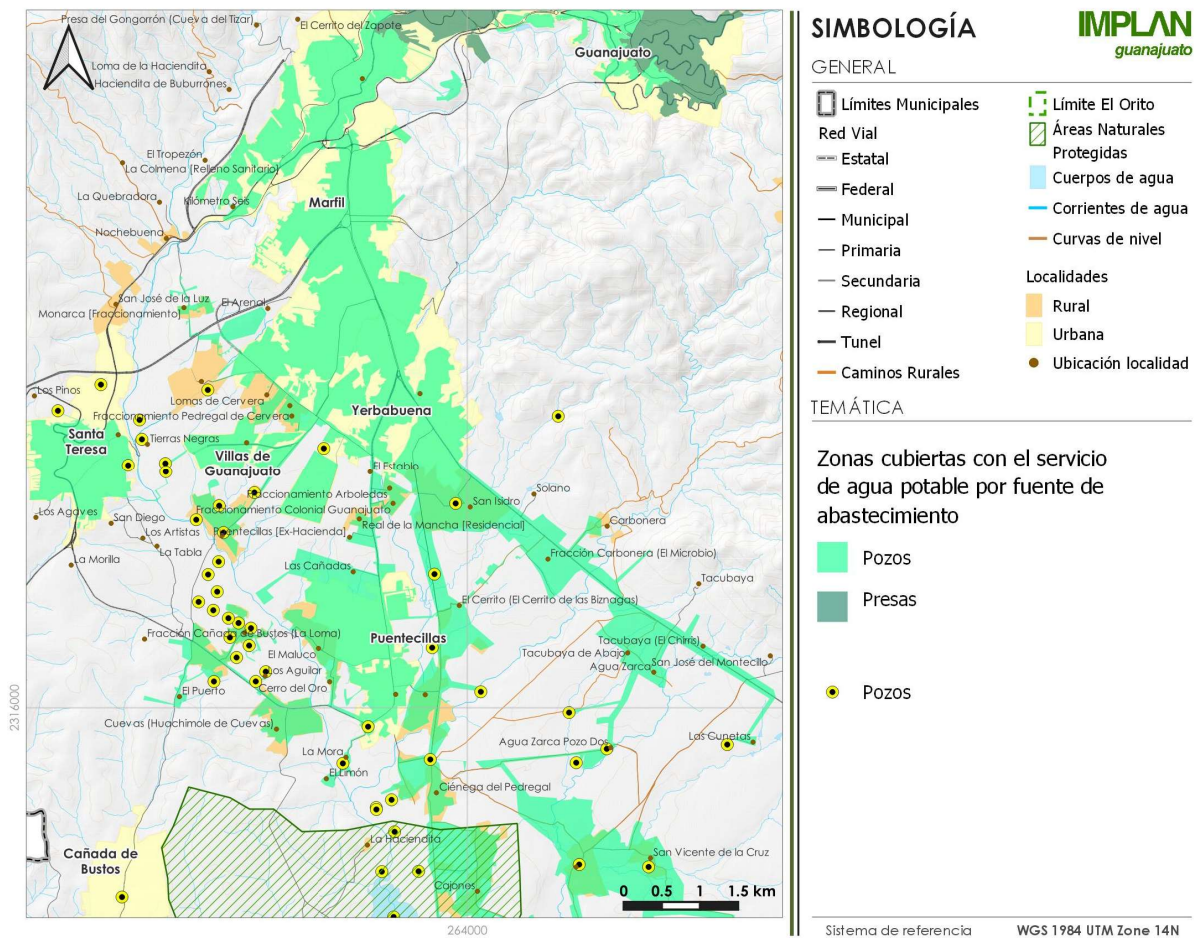 Presa del Gongorrón (Cueva del Tizar)
El Cerrito del Zapote
Guanajuato
Loma de la Haciendita
Haciendita de Buburrones
El Tropezón
La Colmena [Relleno Sanitario]
La Quebradora
Kilómetro Seis
Marfil
Nochebuena
San José de la Luz
El Arenal
Monarca [Fraccionamiento]
Los Pinos
Lomas de Cervera
Fraccionamiento Pedregal de Cervera
Yerbabuena
Santa
Teresa
Tierras Negras
Villas de
Guanajuato
El Establo
Fraccionamiento Arboledas
San Isidro
Solano
Los Agaves
San Diego
Fraccionamiento Colonial Guanajuato
Real de la Mancha [Residencial]
Carbonera
Los Artistas
Puentecillas [Ex-Hacienda]
La Tabla
La Morilla
Las Cañadas
Fracción Carbonera (El Microbio)
Tacubaya
El Cerrito (El Cerrito de las Biznagas)
Fracción Cañada de Bustos (La Loma)
Puentecillas
Tacubaya (El Chirris)
El Maluco
Tacubaya de Abajo
Agua Zarca
San José del Montecillo
Los Aguilar
El Puerto
Cerro del Oro
Cuevas (Huachimole de Cuevas)
Agua Zarca Pozo Dos
Las Cunetas
La Mora
El Limón
Ciénega del Pedregal
La Haciendita
San Vicente de la Cruz
Cañada de
Bustos
Cajones
0 0.5 1 1.5 km
2316000
264000
SIMBOLOGÍA
IMPLAN
guanajuato
GENERAL
Límites Municipales
Red Vial
Estatal
Federal
Municipal
Primaria
Secundaria
Regional
Tunel
Caminos Rurales
Límite El Orito
Áreas Naturales
Protegidas
Cuerpos de agua
Corrientes de agua
Curvas de nivel
Localidades
Rural
Urbana
Ubicación localidad
TEMÁTICA
Zonas cubiertas con el servicio
de agua potable por fuente de
abastecimiento
Pozos
Presas
Pozos
Sistema de referencia WGS 1984 UTM Zone 14N